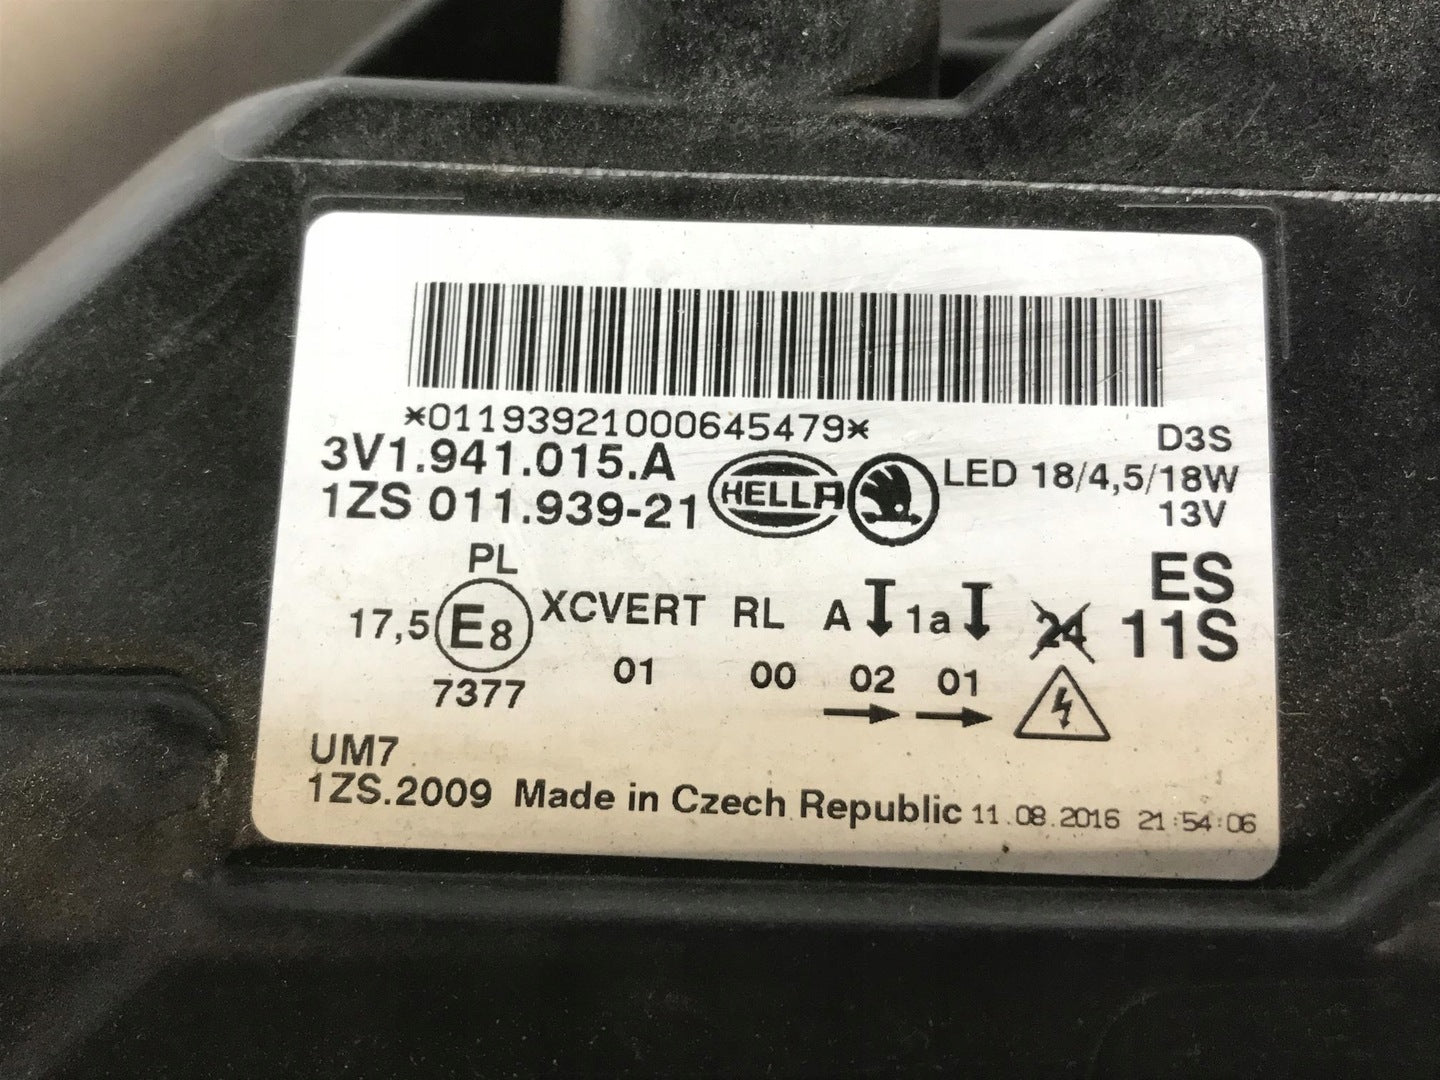 *01193921000645479*
3V1.941.015.A
1ZS 011.939-21
HELLA
D3S
LED 18/4,5/18W
13V
PL
17,5 E8 XCVERT RL A 1a 24
ES
11S
7377 01 00 02 01
UM7
1ZS.2009 Made in Czech Republic 11.08.2016 21:54:06